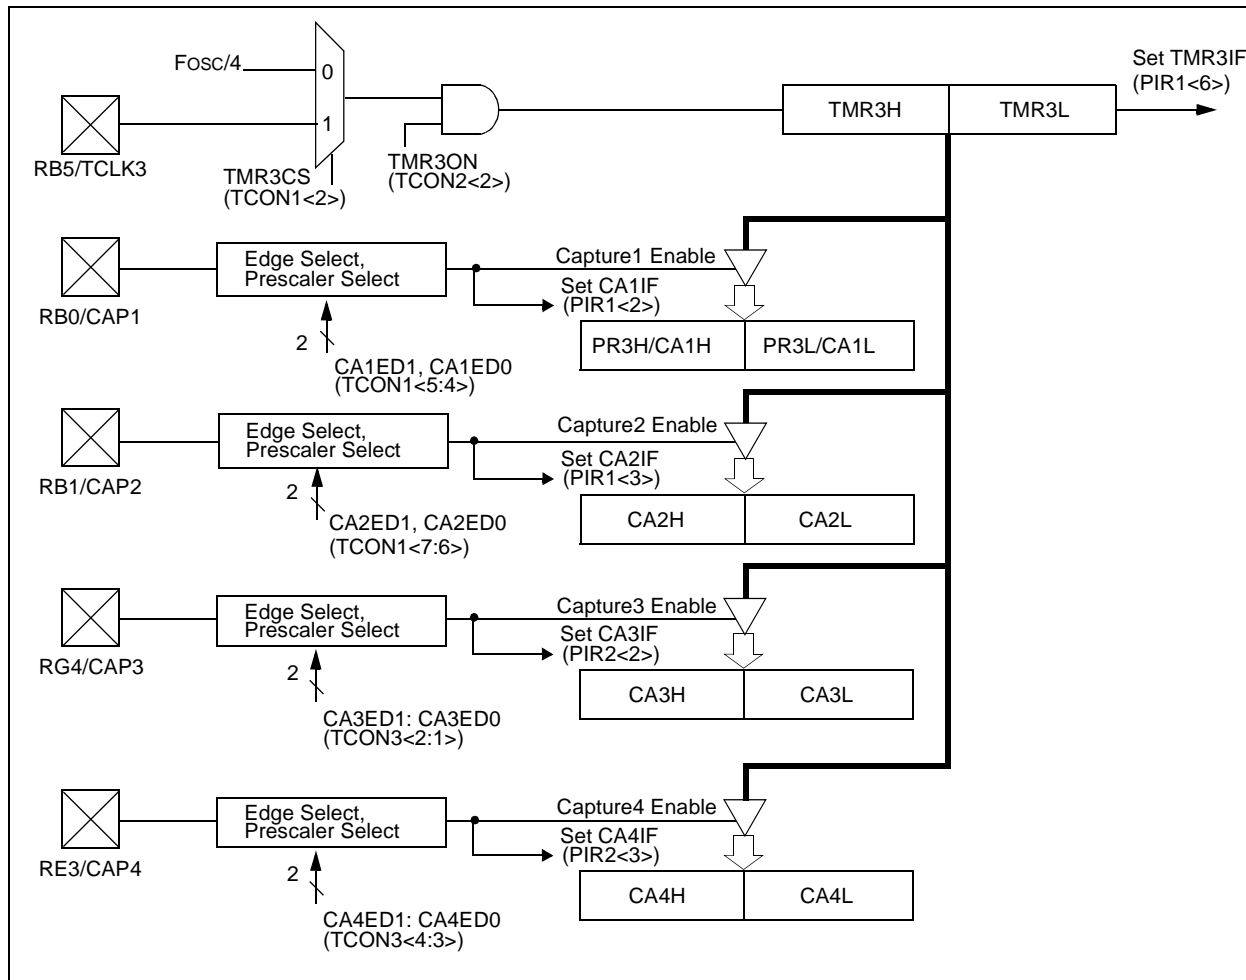 FOSC/4
0
1
RB5/TCLK3
TMR3CS
(TCON1<2>)
TMR3ON
(TCON2<2>)
TMR3H
TMR3L
Set TMR3IF
(PIR1<6>)
RB0/CAP1
Edge Select,
Prescaler Select
2
CA1ED1, CA1ED0
(TCON1<5:4>)
Capture1 Enable
Set CA1IF
(PIR1<2>)
PR3H/CA1H
PR3L/CA1L
RB1/CAP2
Edge Select,
Prescaler Select
2
CA2ED1, CA2ED0
(TCON1<7:6>)
Capture2 Enable
Set CA2IF
(PIR1<3>)
CA2H
CA2L
RG4/CAP3
Edge Select,
Prescaler Select
2
CA3ED1: CA3ED0
(TCON3<2:1>)
Capture3 Enable
Set CA3IF
(PIR2<2>)
CA3H
CA3L
RE3/CAP4
Edge Select,
Prescaler Select
2
CA4ED1: CA4ED0
(TCON3<4:3>)
Capture4 Enable
Set CA4IF
(PIR2<3>)
CA4H
CA4L